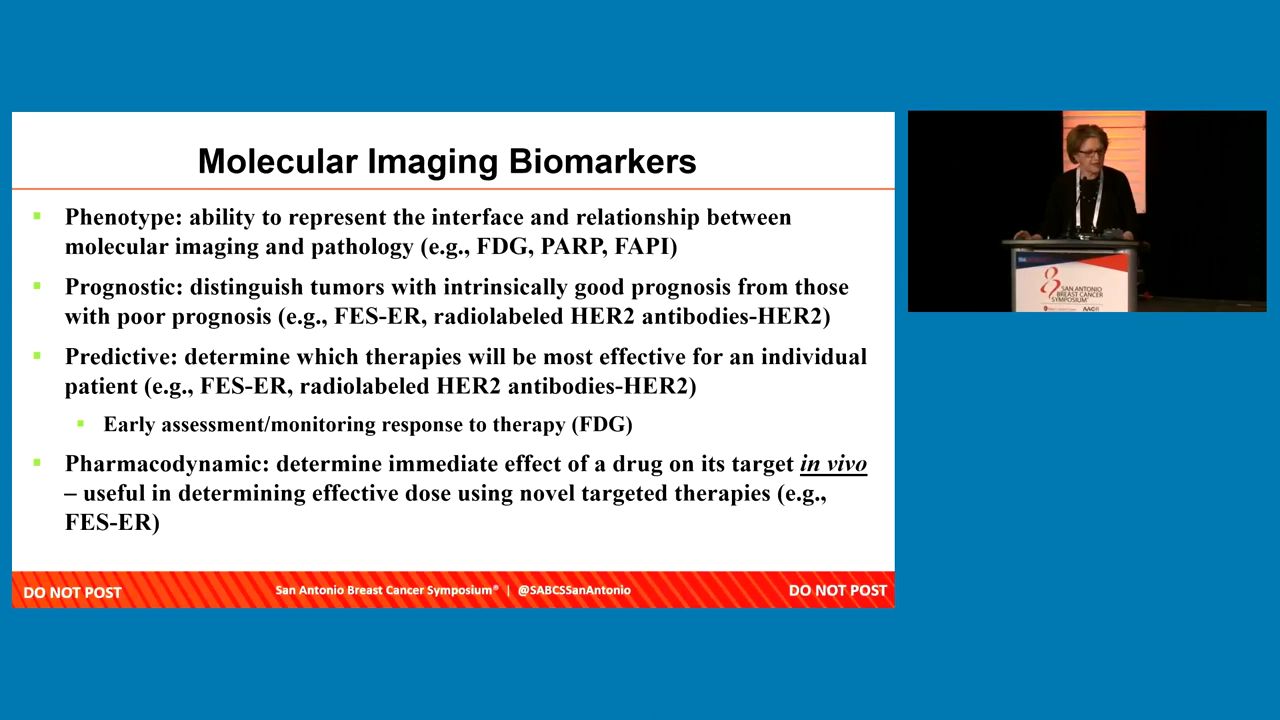 Molecular Imaging Biomarkers
Phenotype: ability to represent the interface and relationship between
molecular imaging and pathology (e.g., FDG, PARP, FAPI)
Prognostic: distinguish tumors with intrinsically good prognosis from those
with poor prognosis (e.g., FES-ER, radiolabeled HER2 antibodies-HER2)
Predictive: determine which therapies will be most effective for an individual
patient (e.g., FES-ER, radiolabeled HER2 antibodies-HER2)
Early assessment/monitoring response to therapy (FDG)
Pharmacodynamic: determine immediate effect of a drug on its target in vivo
– useful in determining effective dose using novel targeted therapies (e.g.,
FES-ER)
DO NOT POST
San Antonio Breast Cancer Symposium® | @SABCSSanAntonio
DO NOT POST
SAN ANTONIO
BREAST CANCER
SYMPOSIUM
AACR